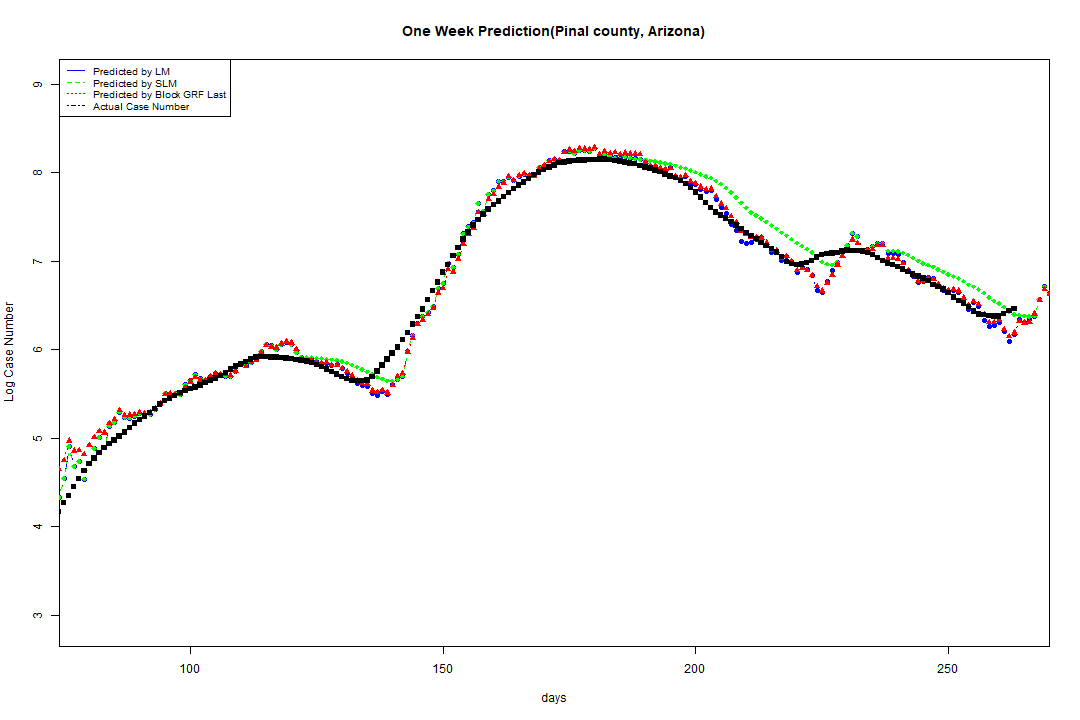 One Week Prediction(Pinal county, Arizona)
Predicted by LM
Predicted by SLM
Predicted by Block GRF Last
Actual Case Number
9
8
7
6
5
4
3
Log Case Number
100 150 200 250
days